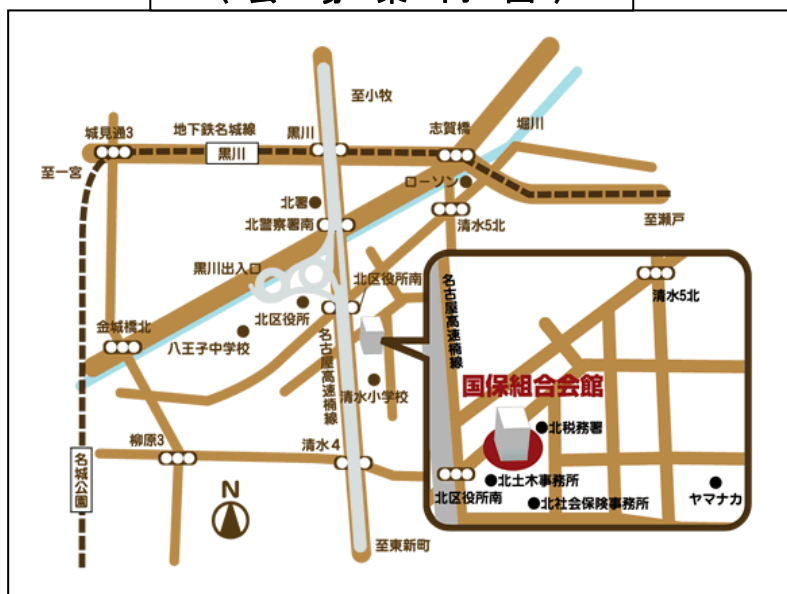 (会場案内図)
至小牧
城見通3
地下鉄名城線
黒川
志賀橋
堀川
黒川
至一宮
ローソン
北署
北警察署南
清水5北
至瀬戸
黒川出入口
北区役所南
名古屋高速楠線
清水5北
金城橋北
北区役所
八王子中学校
名古屋高速楠線
国保組合会館
清水小学校
北税務署
柳原3
清水4
名城公園
北区役所南
北土木事務所
ヤマナカ
北社会保険事務所
N
至東新町